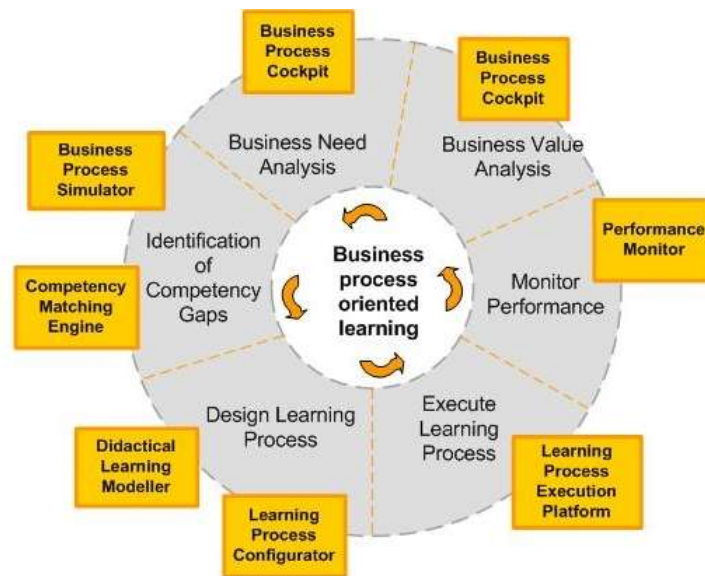 Business
Process
Cockpit
Business
Process
Cockpit
Business Need
Analysis
Business Value
Analysis
Business
Process
Simulator
Identification
of
Competency
Gaps
Performance
Monitor
Business
process
oriented
learning
Monitor
Performance
Competency
Matching
Engine
Design Learning
Process
Execute
Learning
Process
Didactical
Learning
Modeller
Learning
Process
Configurator
Learning
Process
Execution
Platform